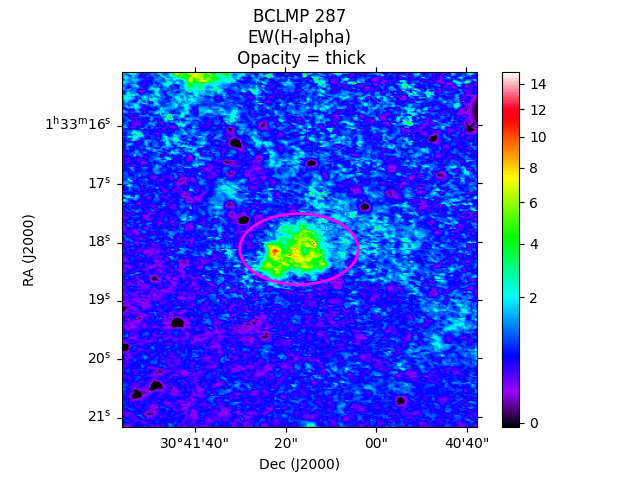 BCLMP 287
EW(H-alpha)
Opacity = thick
1ʰ33ᵐ16ˢ
17ˢ
18ˢ
19ˢ
20ˢ
21ˢ
RA (J2000)
30°41'40"
20"
00"
40'40"
Dec (J2000)
14
12
10
8
6
4
2
0